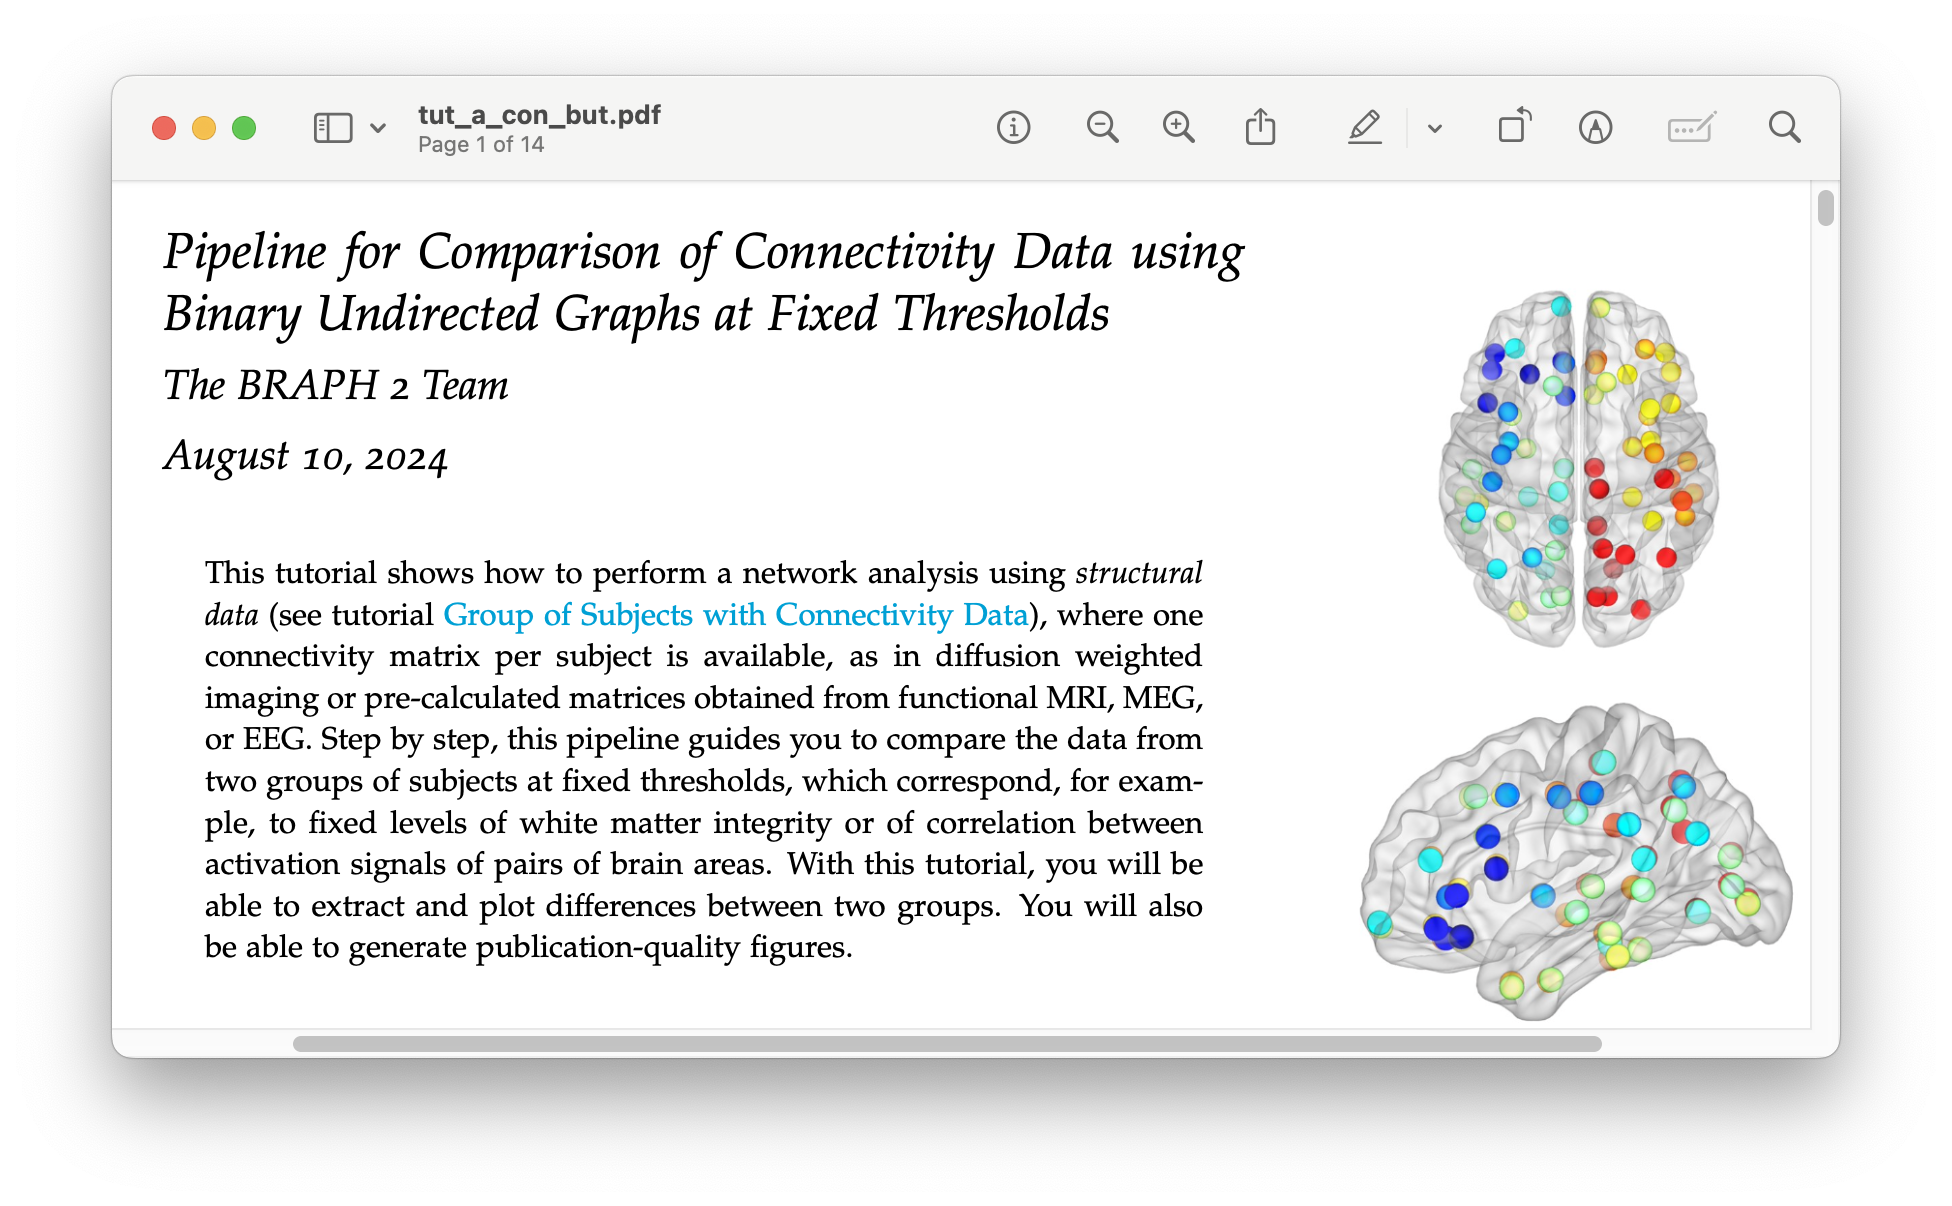 tut_a_con_but.pdf
Page 1 of 14
Pipeline for Comparison of Connectivity Data using
Binary Undirected Graphs at Fixed Thresholds
The BRAPH 2 Team
August 10, 2024
This tutorial shows how to perform a network analysis using structural
data (see tutorial Group of Subjects with Connectivity Data), where one
connectivity matrix per subject is available, as in diffusion weighted
imaging or pre-calculated matrices obtained from functional MRI, MEG,
or EEG. Step by step, this pipeline guides you to compare the data from
two groups of subjects at fixed thresholds, which correspond, for exam-
ple, to fixed levels of white matter integrity or of correlation between
activation signals of pairs of brain areas. With this tutorial, you will be
able to extract and plot differences between two groups. You will also
be able to generate publication-quality figures.